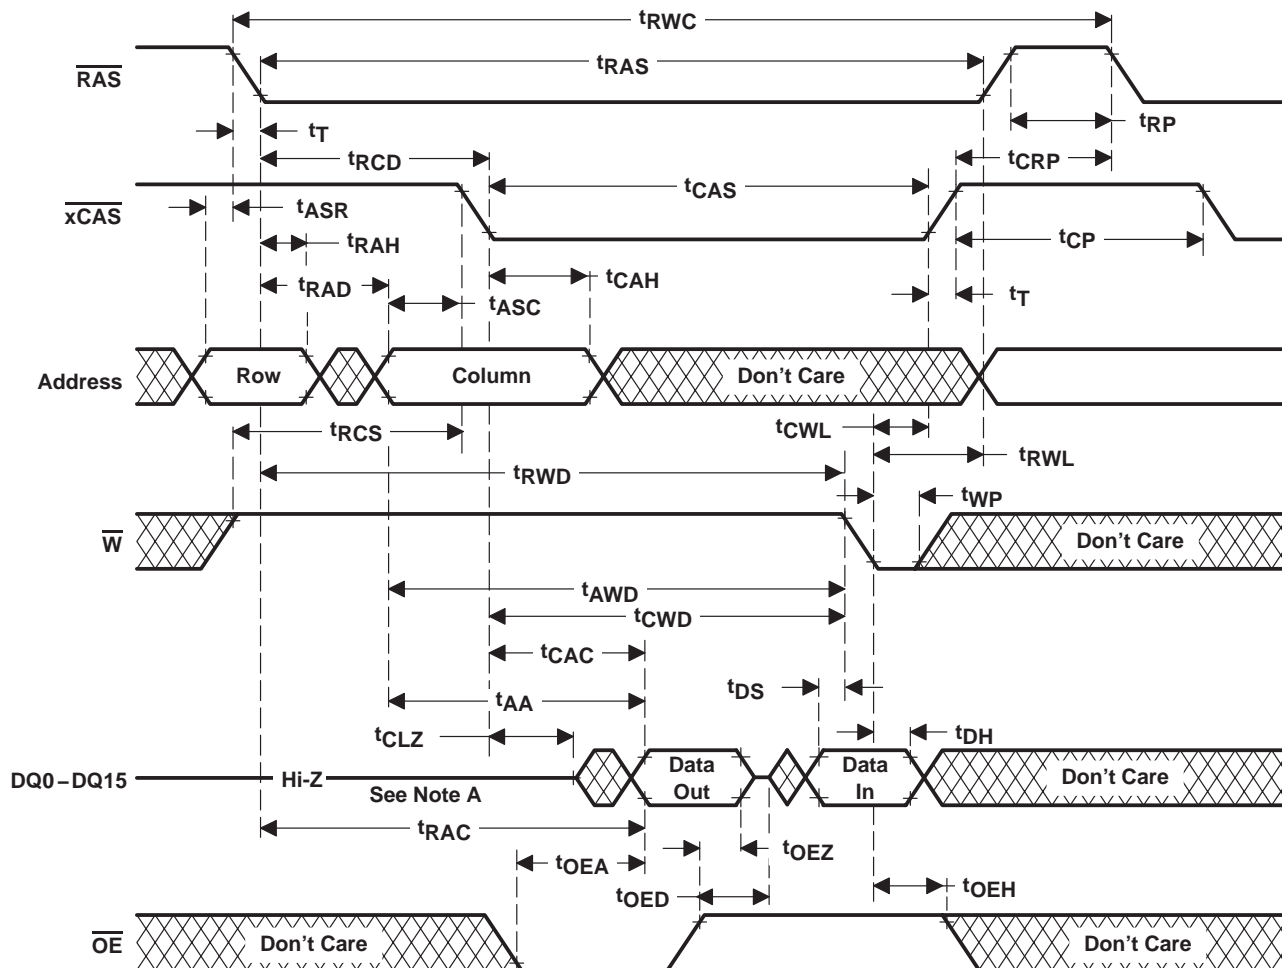 tRWC
RAS
tRAS
tT
tRP
tRCD
tCRP
xCAS
tASR
tCAS
tRAH
tCP
tRAD
tCAH
tASC
tT
Address
Row
Column
Don't Care
tRCS
tCWL
tRWD
tRWL
tWP
W
Don't Care
tAWD
tCWD
tCAC
tDS
tAA
tCLZ
tDH
DQ0–DQ15
Hi-Z
See Note A
Data
Out
Data
In
Don't Care
tRAC
tOEZ
tOEA
tOED
tOEH
OE
Don't Care
Don't Care